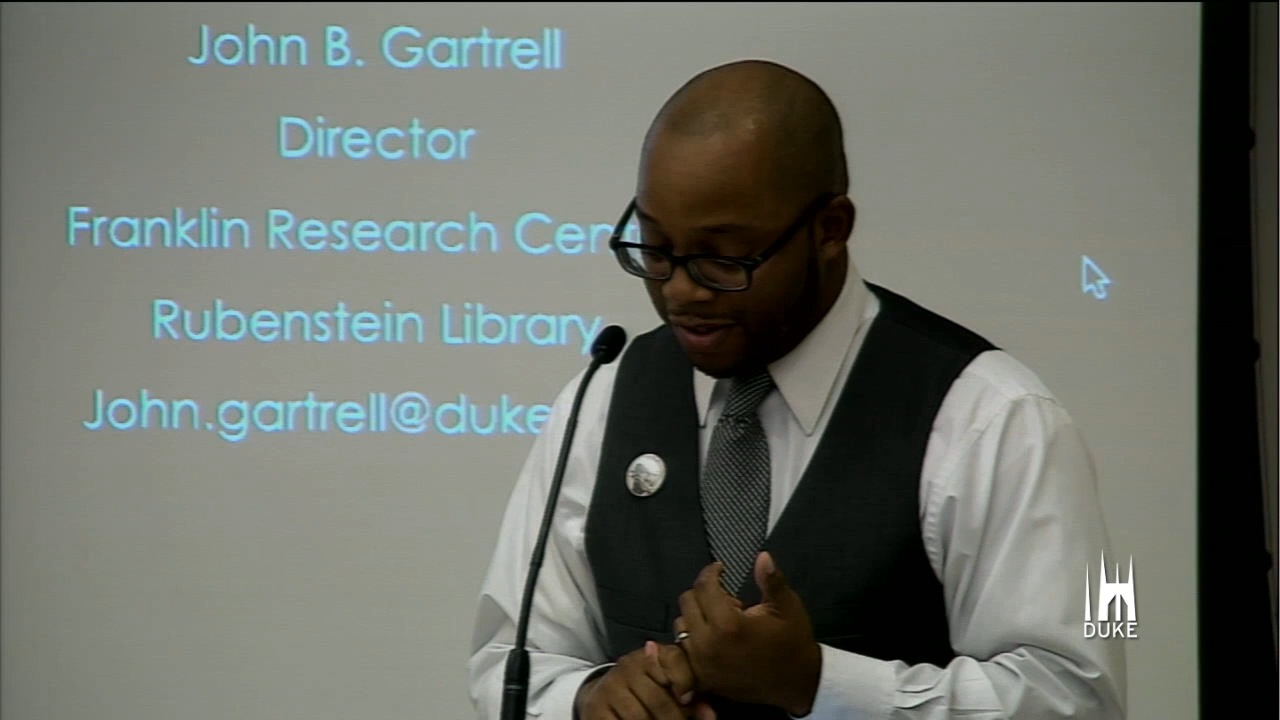 John B. Gartrell
Director
Franklin Research Cen
Rubenstein Library
John.gartrell@duke
DUKE